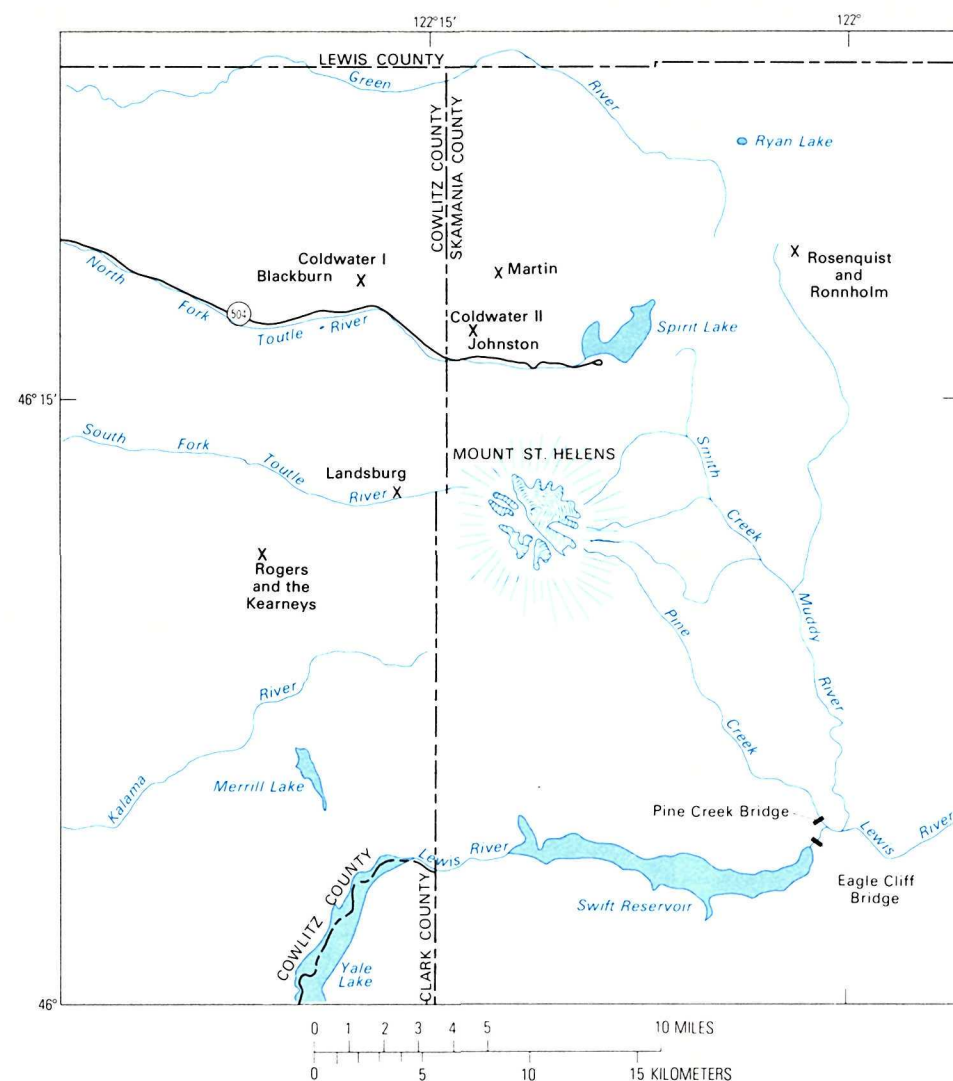 122° 15'
122°
LEWIS COUNTY
Green
River
COWLITZ COUNTY
SKAMANIA COUNTY
Ryan Lake
Coldwater I
Blackburn
X
X Martin
X
Rosenquist
and
Ronnholm
North
Fork
504
Toutle River
Coldwater II
X
Johnston
Spirit Lake
46° 15'
South Fork
Toutle
River
Landsburg
X
MOUNT ST. HELENS
Smith
Creek
X
Rogers
and the
Kearneys
Pine
Creek
Muddy
River
Kalama
River
Merrill Lake
Pine Creek Bridge
Lewis
River
Lewis River
Eagle Cliff
Bridge
Swift Reservoir
COWLITZ COUNTY
CLARK COUNTY
Yale
Lake
46°
0 1 2 3 4 5 10 MILES
0 5 10 15 KILOMETERS